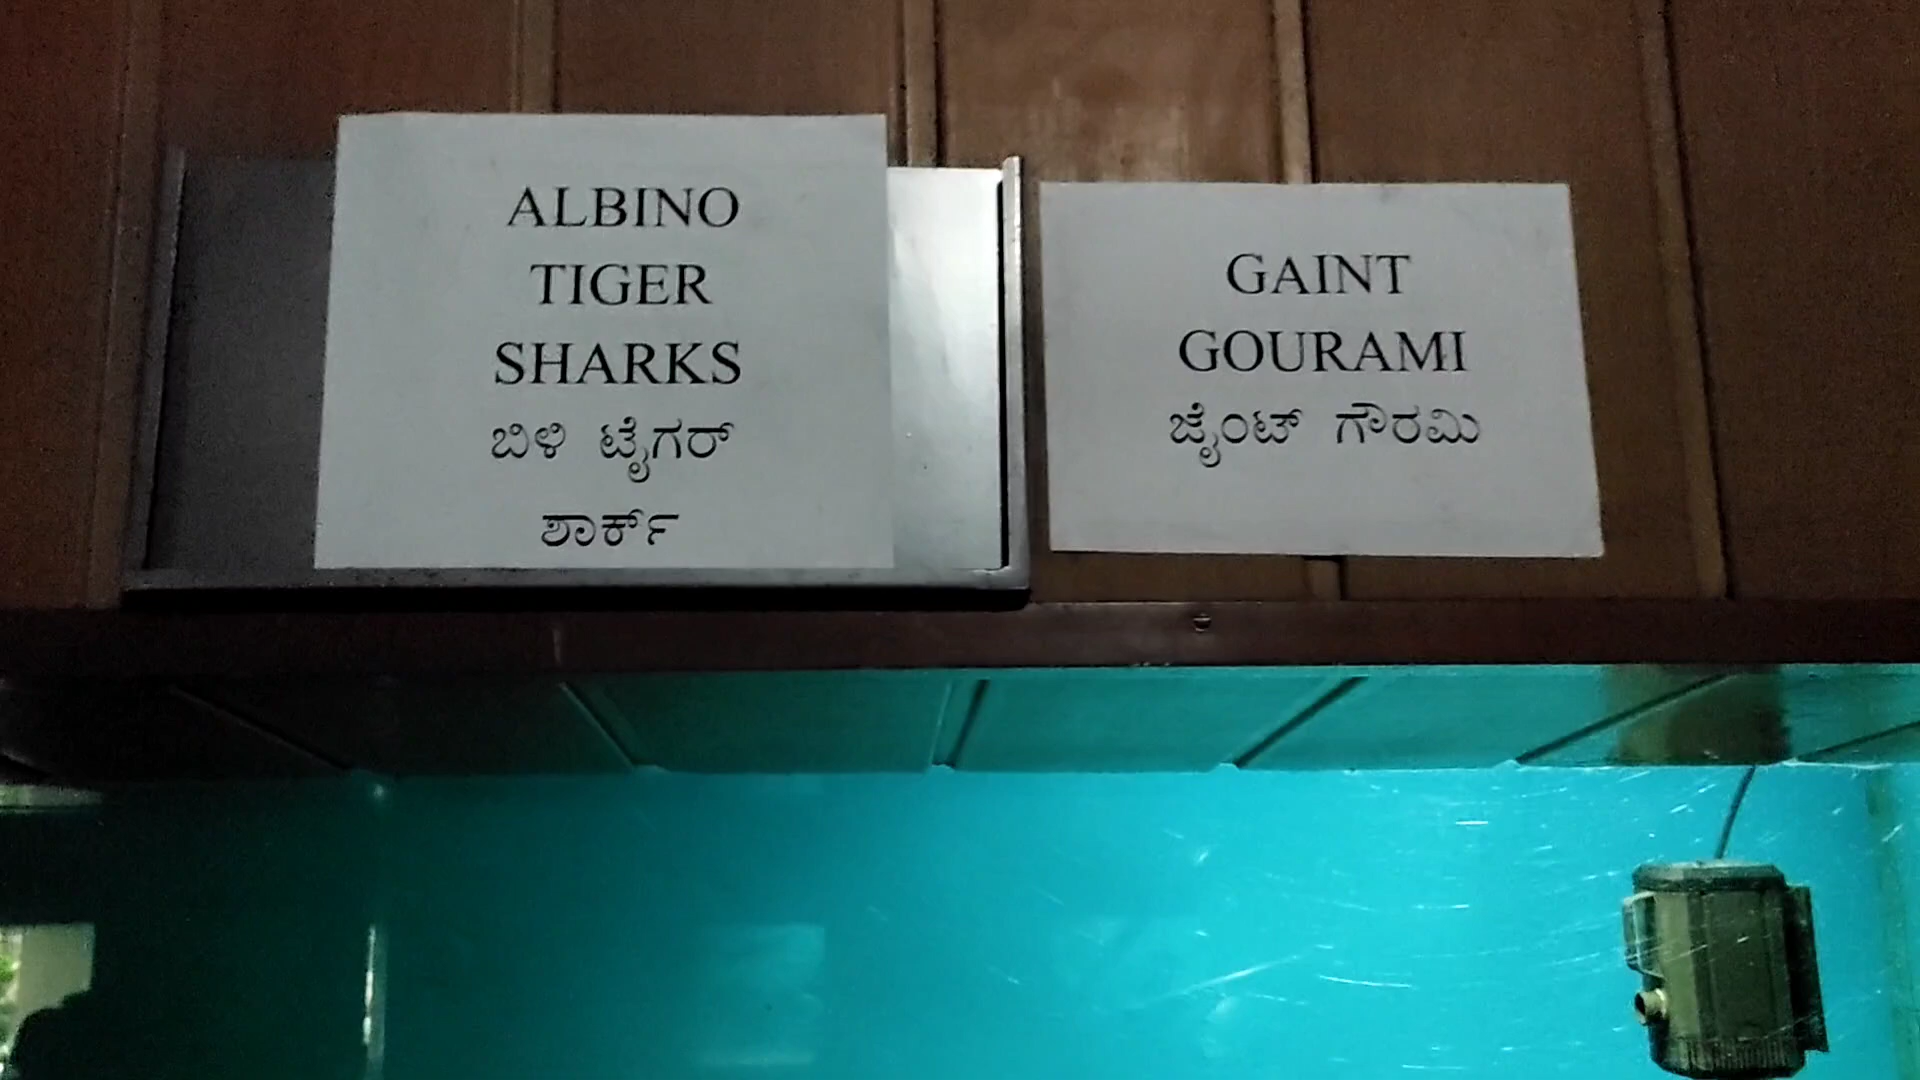 ALBINO
TIGER
SHARKS
ಬಿಳಿ ಟೈಗರ್
ಶಾರ್ಕ್
GAINT
GOURAMI
ಜೈಂಟ್ ಗೌರಮಿ